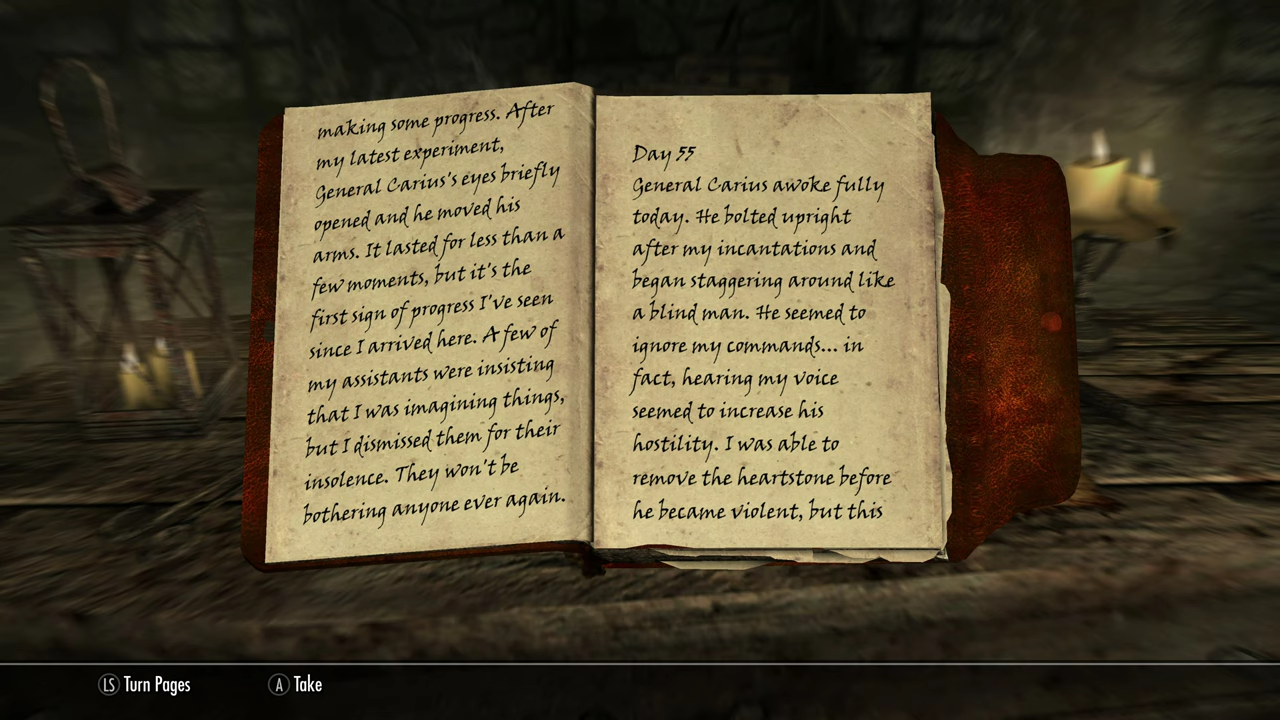 making some progress. After
my latest experiment,
General Carius's eyes briefly
opened and he moved his
arms. It lasted for less than a
few moments, but it's the
first sign of progress I've seen
since I arrived here. A few of
my assistants were insisting
that I was imagining things,
but I dismissed them for their
insolence. They won't be
bothering anyone ever again.
Day 55
General Carius awoke fully
today. He bolted upright
after my incantations and
began staggering around like
a blind man. He seemed to
ignore my commands... in
fact, hearing my voice
seemed to increase his
hostility. I was able to
remove the heartstone before
he became violent, but this
LS Turn Pages
A Take